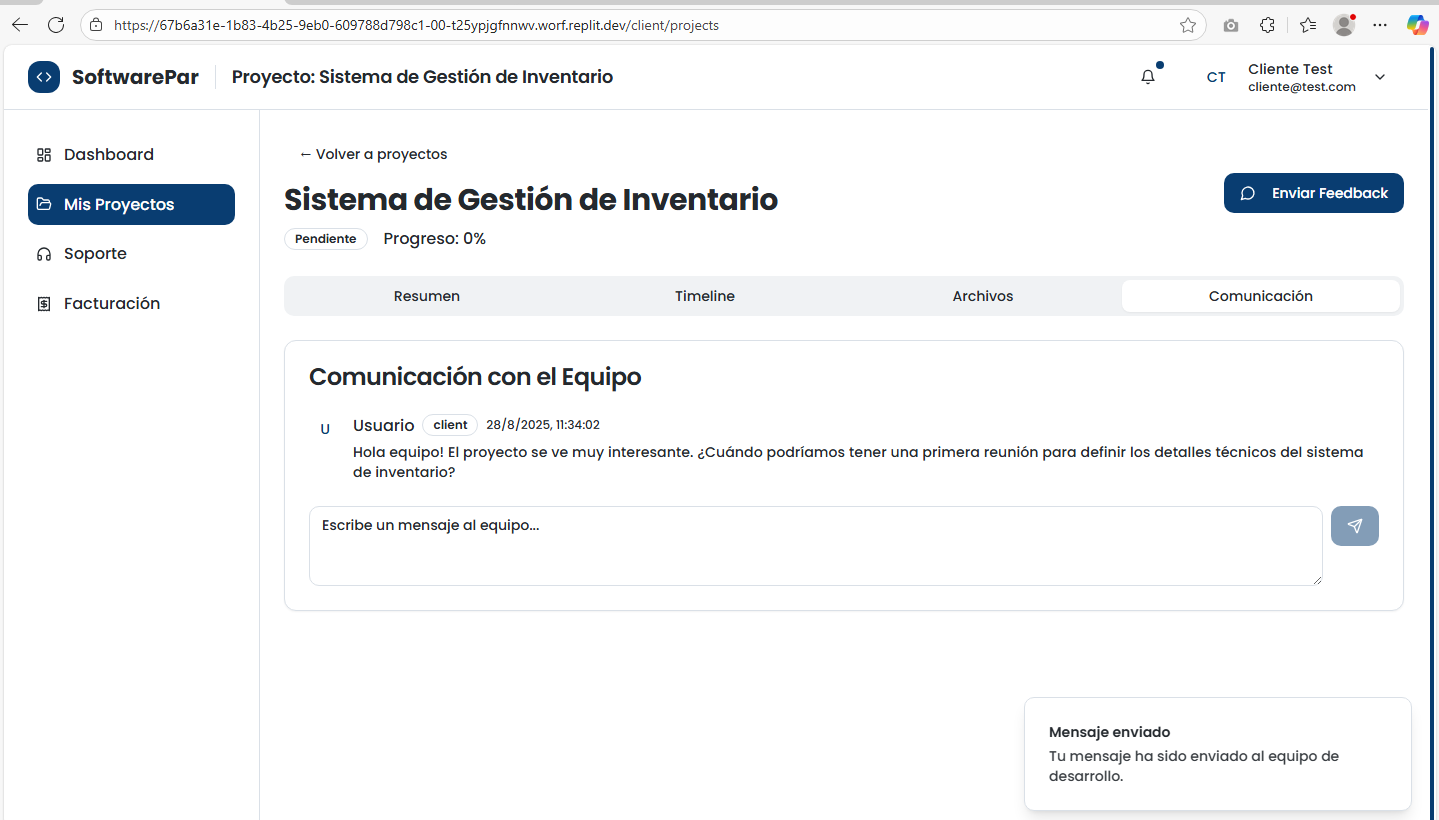 https://67b6a31e-1b83-4b25-9eb0-609788d798c1-00-t25ypjgfnnwv.worf.replit.dev/client/projects
SoftwarePar
Proyecto: Sistema de Gestión de Inventario
CT
Cliente Test
cliente@test.com
Dashboard
Mis Proyectos
Soporte
Facturación
← Volver a proyectos
Sistema de Gestión de Inventario
Enviar Feedback
Pendiente
Progreso: 0%
Resumen
Timeline
Archivos
Comunicación
Comunicación con el Equipo
U
Usuario
client
28/8/2025, 11:34:02
Hola equipo! El proyecto se ve muy interesante. ¿Cuándo podríamos tener una primera reunión para definir los detalles técnicos del sistema
de inventario?
Escribe un mensaje al equipo...
Mensaje enviado
Tu mensaje ha sido enviado al equipo de
desarrollo.